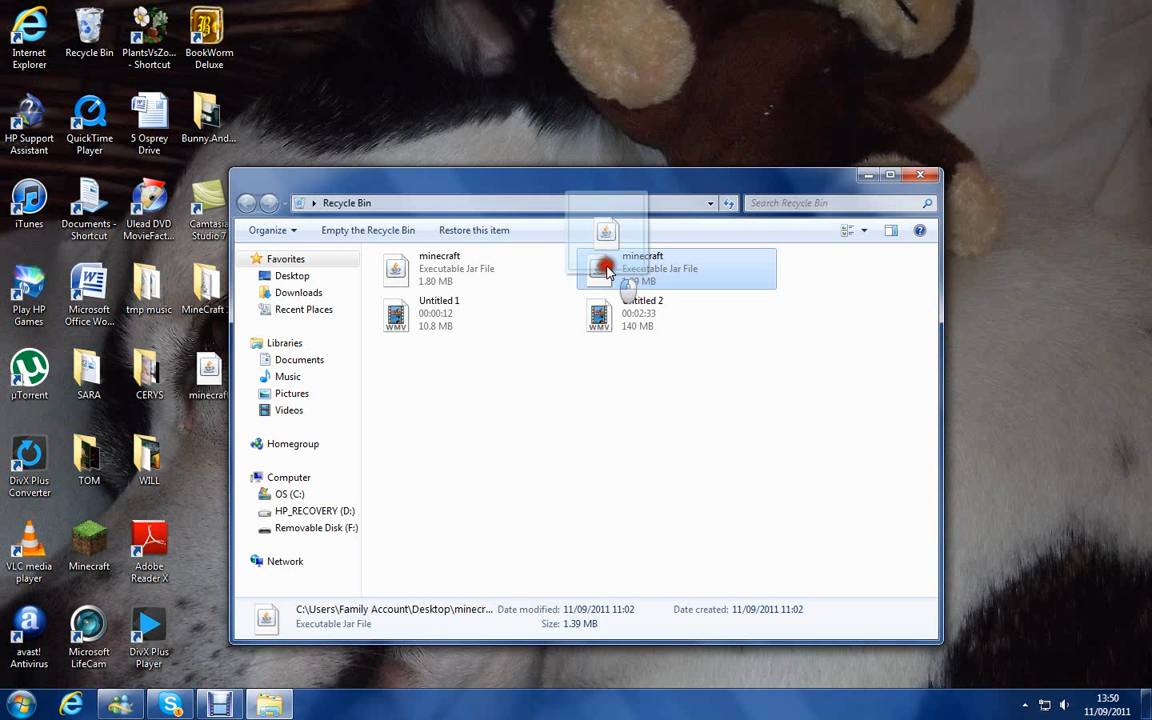 Internet
Explorer
Recycle Bin
PlantsVsZo...
- Shortcut
BookWorm
Deluxe
HP Support
Assistant
QuickTime
Player
5 Osprey
Drive
Bunny.And...
iTunes
Documents -
Shortcut
Ulead DVD
MovieFact...
Camtasia
Studio 7
Play HP
Games
Microsoft
Office Wo...
tmp music
MineCraft
µTorrent
SARA
CERYS
minecraft
DivX Plus
Converter
TOM
WILL
VLC media
player
Minecraft
Adobe
Reader X
avast!
Antivirus
Microsoft
LifeCam
DivX Plus
Player
Recycle Bin
Search Recycle Bin
Organize
Empty the Recycle Bin
Restore this item
Favorites
Desktop
Downloads
Recent Places
Libraries
Documents
Music
Pictures
Videos
Homegroup
Computer
OS (C:)
HP_RECOVERY (D:)
Removable Disk (F:)
Network
minecraft
Executable Jar File
1.80 MB
minecraft
Executable Jar File
MB
Untitled 1
00:00:12
10.8 MB
WMV
Untitled 2
00:02:33
140 MB
WMV
C:\Users\Family Account\Desktop\minecr...
Date modified: 11/09/2011 11:02
Date created: 11/09/2011 11:02
Executable Jar File
Size: 1.39 MB
13:50
11/09/2011